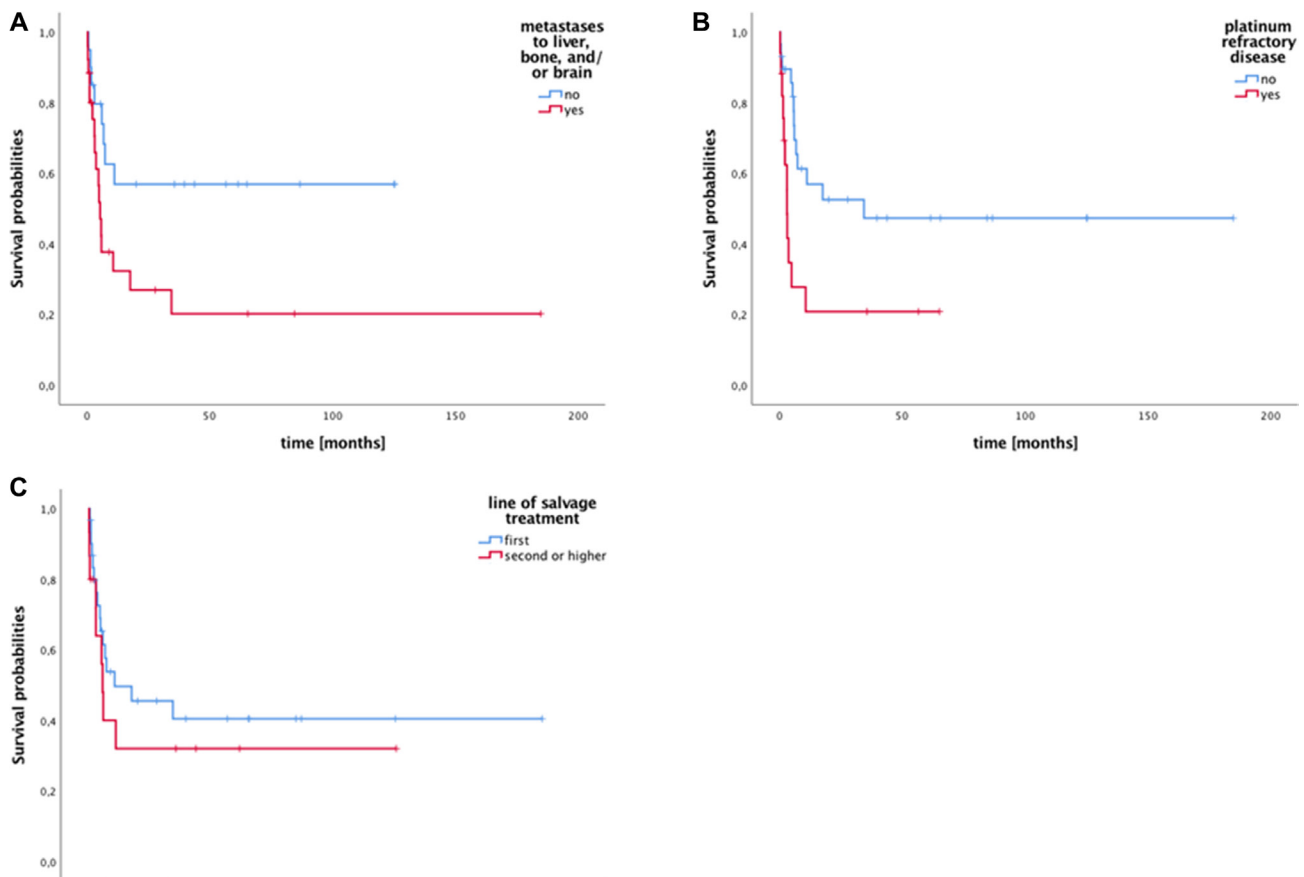 A
metastases
to liver,
bone, and/
or brain
no
yes
1,0
0,8
0,6
0,4
0,2
0,0
Survival probabilities
0 50 100 150 200
time [months]
B
platinum
refractory
disease
no
yes
1,0
0,8
0,6
0,4
0,2
0,0
Survival probabilities
0 50 100 150 200
time [months]
C
line of salvage
treatment
first
second or higher
1,0
0,8
0,6
0,4
0,2
0,0
Survival probabilities